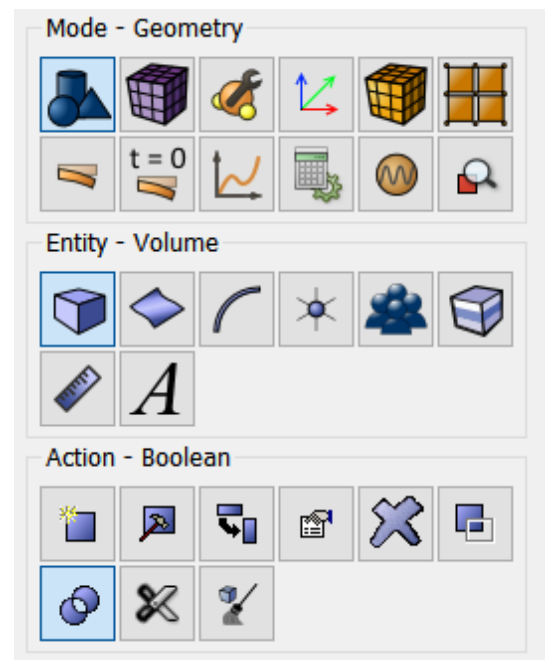 Mode - Geometry
t = 0
Entity - Volume
A
Action - Boolean